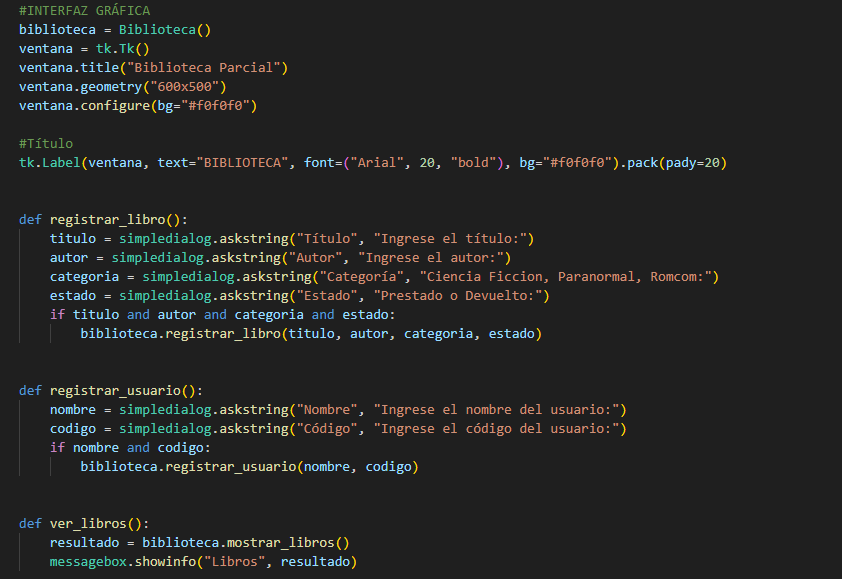 #INTERFAZ GRÁFICA
biblioteca = Biblioteca()
ventana = tk.Tk()
ventana.title("Biblioteca Parcial")
ventana.geometry("600x500")
ventana.configure(bg="#f0f0f0")
#Título
tk.Label(ventana, text="BIBLIOTECA", font=("Arial", 20, "bold"), bg="#f0f0f0").pack(pady=20)
def registrar_libro():
    titulo = simpledialog.askstring("Título", "Ingrese el título:")
    autor = simpledialog.askstring("Autor", "Ingrese el autor:")
    categoria = simpledialog.askstring("Categoría", "Ciencia Ficcion, Paranormal, Romcom:")
    estado = simpledialog.askstring("Estado", "Prestado o Devuelto:")
    if titulo and autor and categoria and estado:
        biblioteca.registrar_libro(titulo, autor, categoria, estado)
def registrar_usuario():
    nombre = simpledialog.askstring("Nombre", "Ingrese el nombre del usuario:")
    codigo = simpledialog.askstring("Código", "Ingrese el código del usuario:")
    if nombre and codigo:
        biblioteca.registrar_usuario(nombre, codigo)
def ver_libros():
    resultado = biblioteca.mostrar_libros()
    messagebox.showinfo("Libros", resultado)